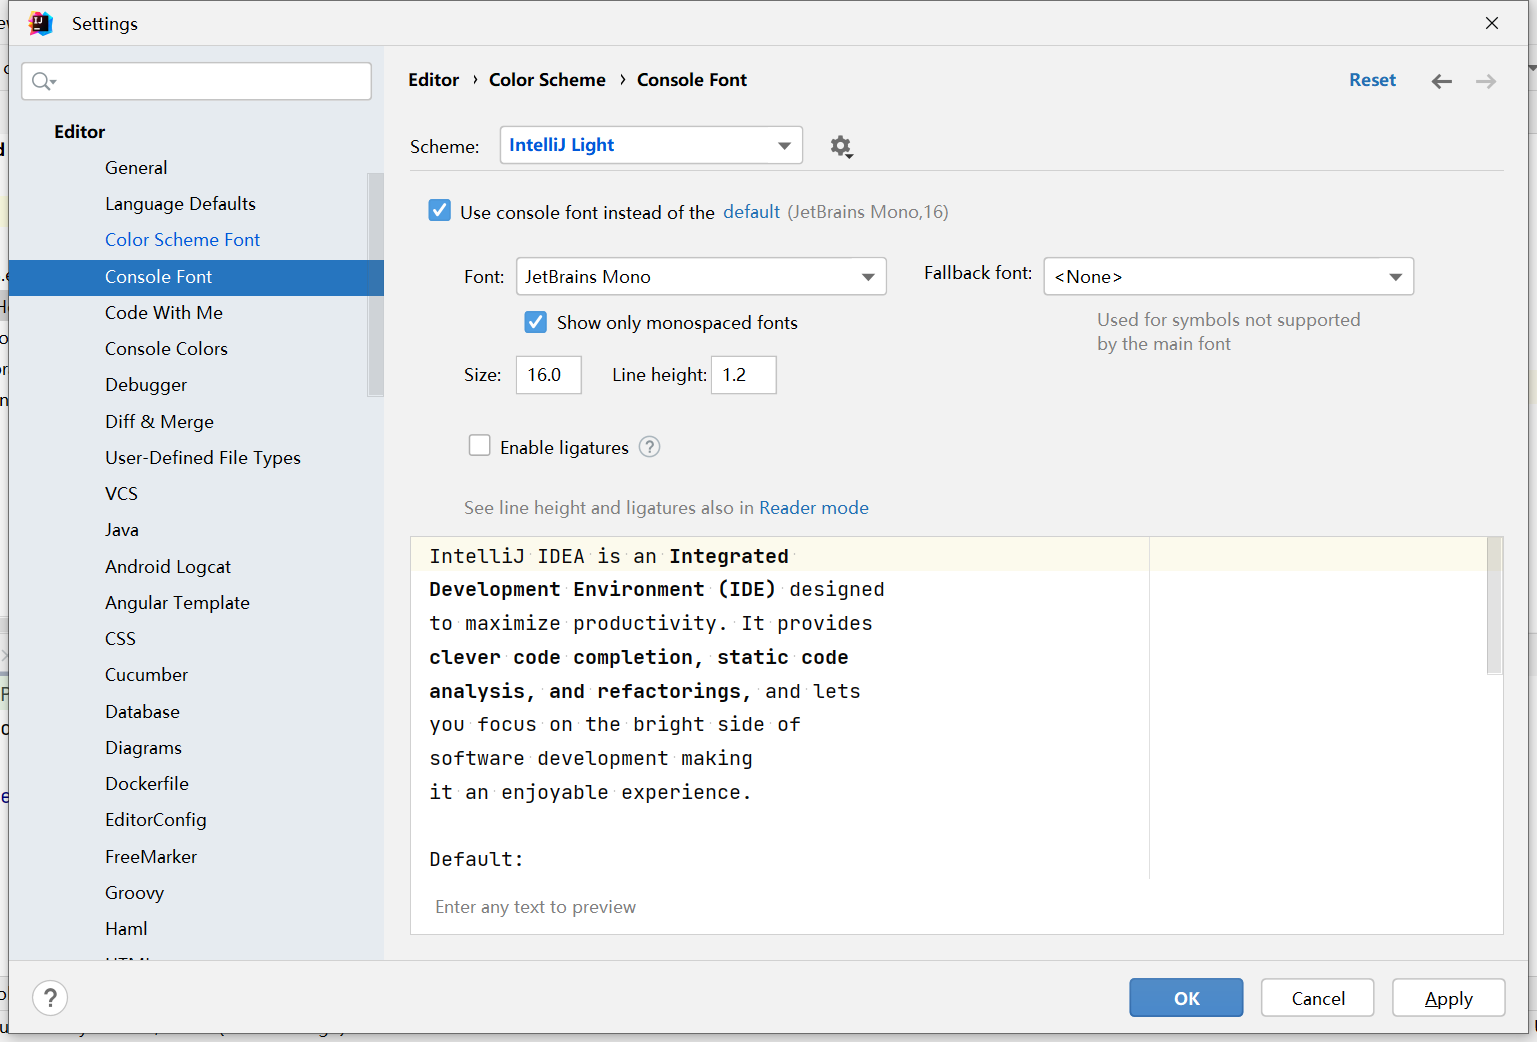 Settings
Editor
General
Language Defaults
Color Scheme Font
Console Font
Code With Me
Console Colors
Debugger
Diff & Merge
User-Defined File Types
VCS
Java
Android Logcat
Angular Template
CSS
Cucumber
Database
Diagrams
Dockerfile
EditorConfig
FreeMarker
Groovy
Haml
Editor › Color Scheme › Console Font
Reset
Scheme: IntelliJ Light
Use console font instead of the default (JetBrains Mono,16)
Font: JetBrains Mono
Fallback font: <None>
Show only monospaced fonts
Used for symbols not supported
by the main font
Size: 16.0 Line height: 1.2
Enable ligatures ?
See line height and ligatures also in Reader mode
IntelliJ IDEA is an Integrated
Development Environment (IDE) designed
to maximize productivity. It provides
clever code completion, static code
analysis, and refactorings, and lets
you focus on the bright side of
software development making
it an enjoyable experience.
Default:
Enter any text to preview
?
OK
Cancel
Apply